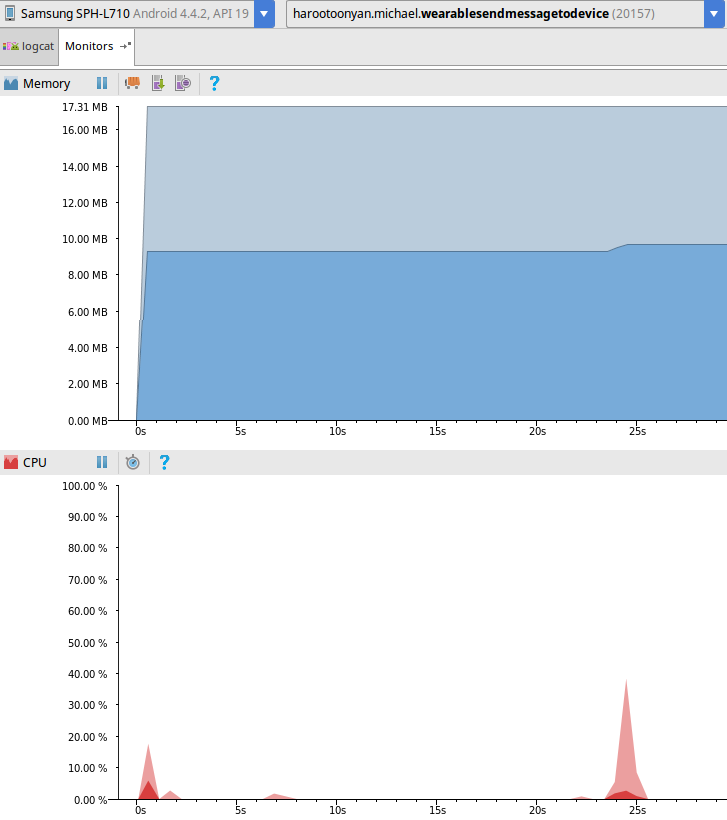 Samsung SPH-L710 Android 4.4.2, API 19 harootoonyan.michael.wearablesendmessagetodevice (20157)
logcat Monitors
Memory ?
17.31 MB
16.00 MB
14.00 MB
12.00 MB
10.00 MB
8.00 MB
6.00 MB
4.00 MB
2.00 MB
0.00 MB
0s 5s 10s 15s 20s 25s
CPU ?
100.00 %
90.00 %
80.00 %
70.00 %
60.00 %
50.00 %
40.00 %
30.00 %
20.00 %
10.00 %
0.00 %
0s 5s 10s 15s 20s 25s